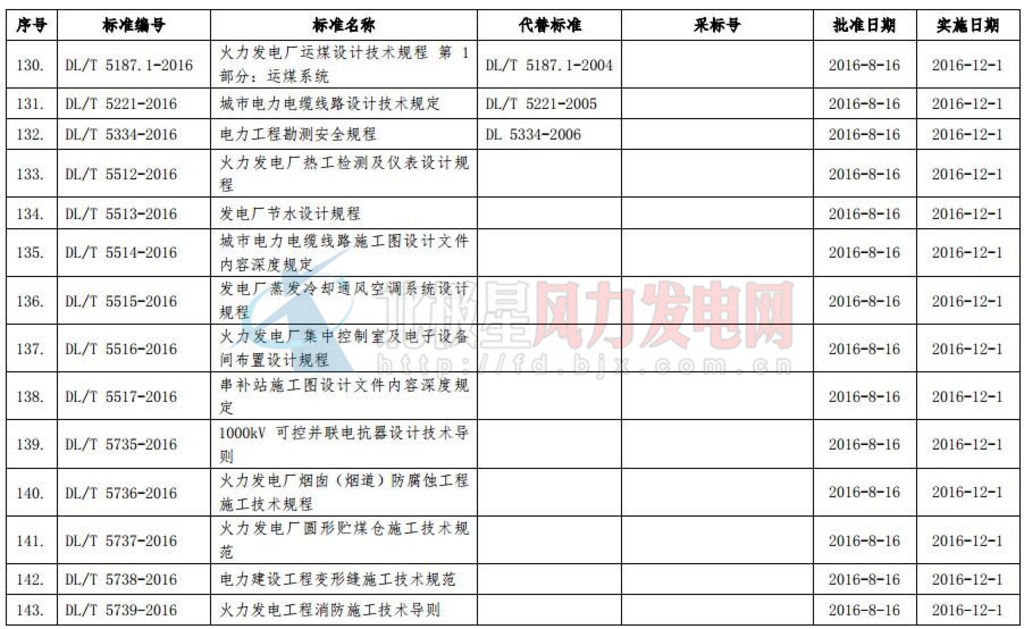 序号 标准编号 标准名称 代替标准 采标号 批准日期 实施日期
130. DL/T 5187.1-2016 火力发电厂运煤设计技术规程 第 1 DL/T 5187.1-2004 2016-8-16 2016-12-1
部分：运煤系统
131. DL/T 5221-2016 城市电力电缆线路设计技术规定 DL/T 5221-2005 2016-8-16 2016-12-1
132. DL/T 5334-2016 电力工程勘测安全规程 DL 5334-2006 2016-8-16 2016-12-1
133. DL/T 5512-2016 火力发电厂热工检测及仪表设计规 2016-8-16 2016-12-1
程
134. DL/T 5513-2016 发电厂节水设计规程 2016-8-16 2016-12-1
135. DL/T 5514-2016 城市电力电缆线路施工图设计文件 2016-8-16 2016-12-1
内容深度规定
136. DL/T 5515-2016 发电厂蒸发冷却通风空调系统设计 2016-8-16 2016-12-1
规程
137. DL/T 5516-2016 火力发电厂集中控制室及电子设备 2016-8-16 2016-12-1
间布置设计规程
138. DL/T 5517-2016 串补站施工图设计文件内容深度规 2016-8-16 2016-12-1
定
139. DL/T 5735-2016 1000kV 可控并联电抗器设计技术导 2016-8-16 2016-12-1
则
140. DL/T 5736-2016 火力发电厂烟囱（烟道）防腐蚀工程 2016-8-16 2016-12-1
施工技术规程
141. DL/T 5737-2016 火力发电厂圆形贮煤仓施工技术规 2016-8-16 2016-12-1
范
142. DL/T 5738-2016 电力建设工程变形缝施工技术规范 2016-8-16 2016-12-1
143. DL/T 5739-2016 火力发电工程消防施工技术导则 2016-8-16 2016-12-1
北极星风力发电网
http://fd.bjx.com.cn